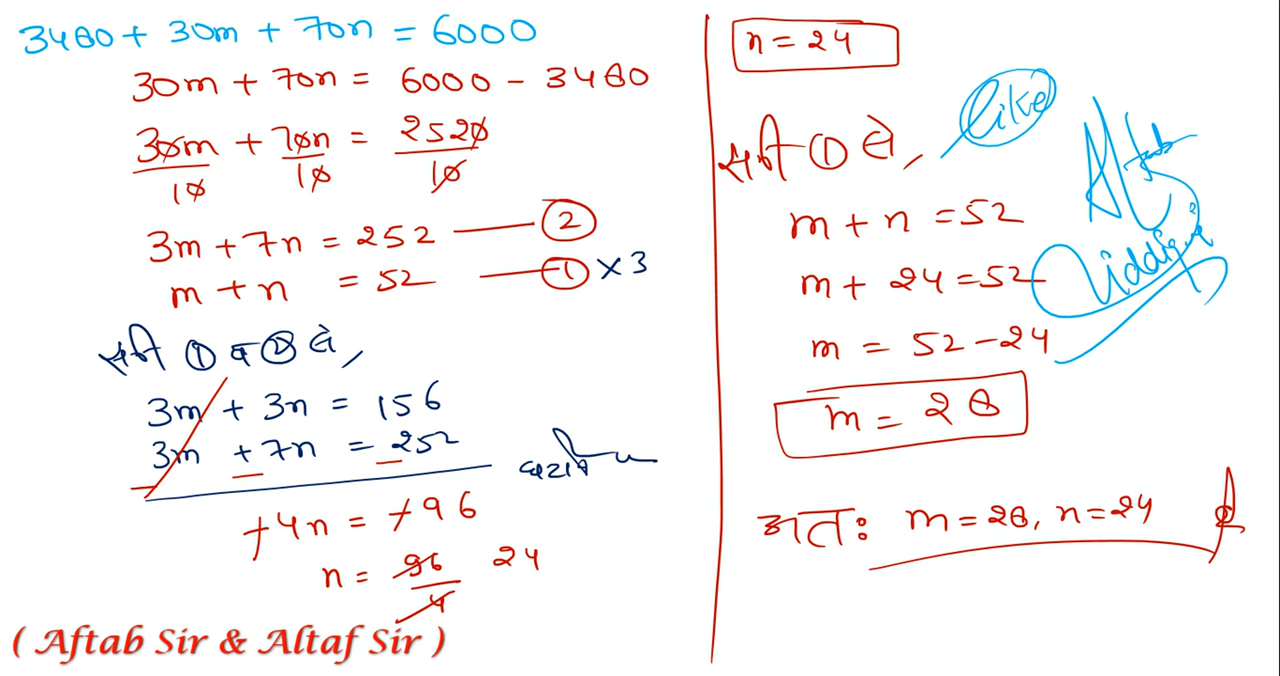 3480 + 30m + 70n = 6000
30m + 70n = 6000 - 3480
30m/10 + 70n/10 = 2520/10
3m + 7n = 252 — ②
m + n = 52 — ① × 3
समी ① व ② से,
3m + 3n = 156
3m + 7n = 252
- - -
+4n = +96
n = 96/4 24
( Aftab Sir & Altaf Sir )
n = 24
समी ① से,
like
m + n = 52
m + 24 = 52
m = 52 - 24
m = 28
अतः m = 28, n = 24